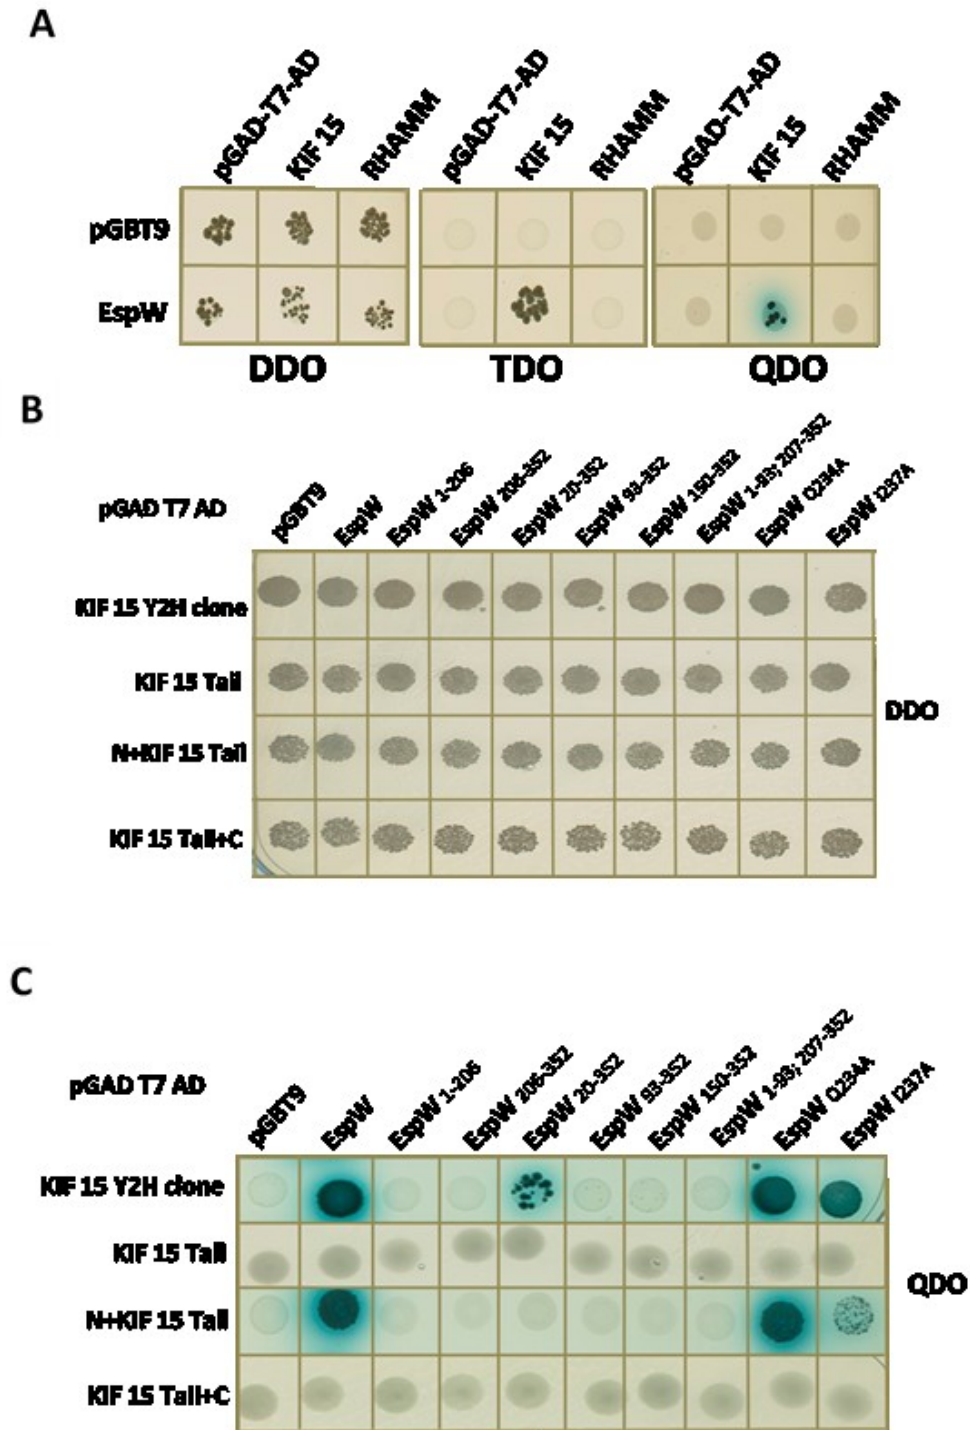 A
pGAD-T7-AD KIF 15 RHAMM pGAD-T7-AD KIF 15 RHAMM pGAD-T7-AD KIF 15 RHAMM
pGBT9
EspW
DDO TDO QDO
B
pGAD T7 AD pGBT9 EspW EspW 1-206 EspW 206-352 EspW 20-352 EspW 93-352 EspW 150-352 EspW 1-93; 207-352 EspW Q234A EspW I237A
KIF 15 Y2H clone
KIF 15 Tail
DDO
N+KIF 15 Tail
KIF 15 Tail+C
C
pGAD T7 AD pGBT9 EspW EspW 1-206 EspW 206-352 EspW 20-352 EspW 93-352 EspW 150-352 EspW 1-93; 207-352 EspW Q234A EspW I237A
KIF 15 Y2H clone
KIF 15 Tail
QDO
N+KIF 15 Tail
KIF 15 Tail+C